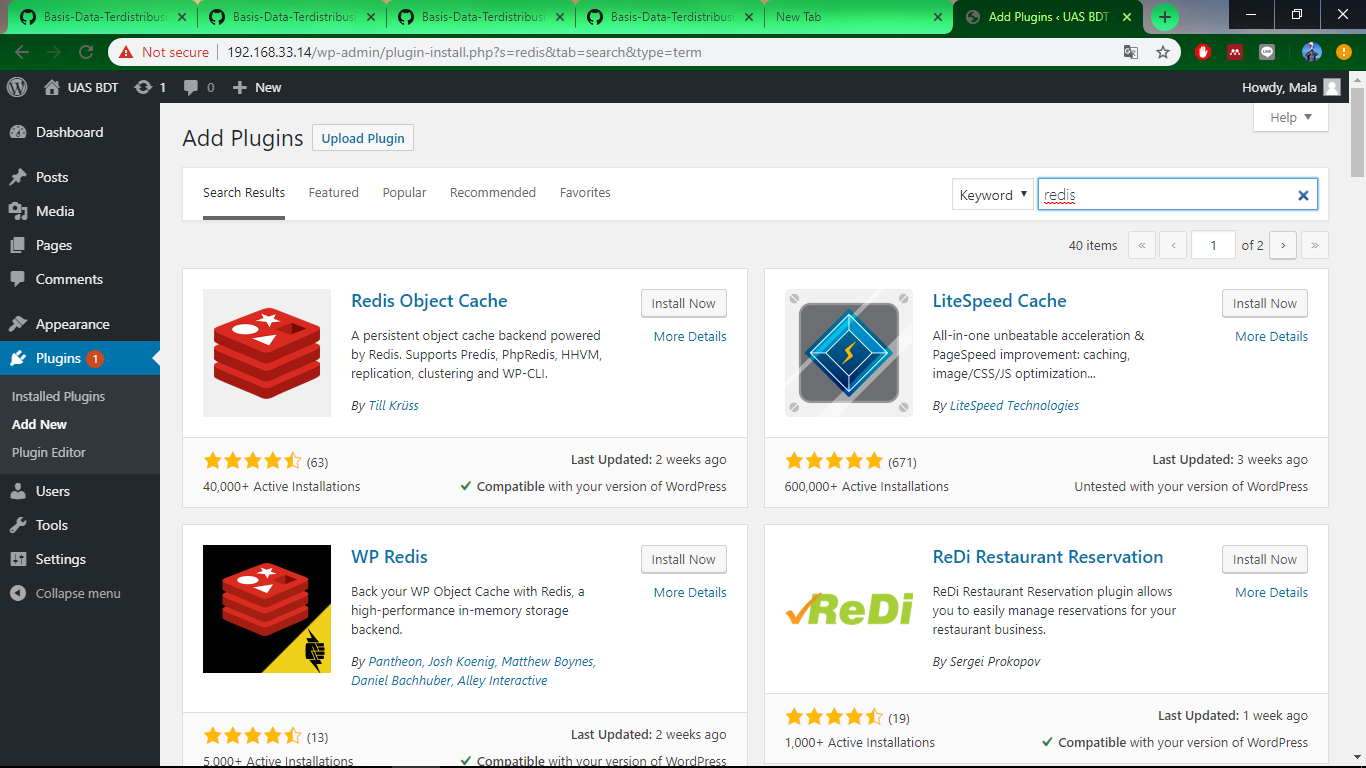 Basis-Data-Terdistribusi
Basis-Data-Terdistribusi
Basis-Data-Terdistribusi
Basis-Data-Terdistribusi
New Tab
Add Plugins ‹ UAS BDT
Not secure
192.168.33.14/wp-admin/plugin-install.php?s=redis&tab=search&type=term
UAS BDT
1
0
New
Howdy, Mala
Dashboard
Posts
Media
Pages
Comments
Appearance
Plugins 1
Installed Plugins
Add New
Plugin Editor
Users
Tools
Settings
Collapse menu
Help
Add Plugins
Upload Plugin
Search Results
Featured
Popular
Recommended
Favorites
Keyword
redis
40 items
«
‹
1
of 2
›
»
Redis Object Cache
Install Now
More Details
A persistent object cache backend powered
by Redis. Supports Predis, PhpRedis, HHVM,
replication, clustering and WP-CLI.
By Till Krüss
(63)
40,000+ Active Installations
Last Updated: 2 weeks ago
Compatible with your version of WordPress
LiteSpeed Cache
Install Now
More Details
All-in-one unbeatable acceleration &
PageSpeed improvement: caching,
image/CSS/JS optimization...
By LiteSpeed Technologies
(671)
600,000+ Active Installations
Last Updated: 3 weeks ago
Untested with your version of WordPress
WP Redis
Install Now
More Details
Back your WP Object Cache with Redis, a
high-performance in-memory storage
backend.
By Pantheon, Josh Koenig, Matthew Boynes,
Daniel Bachhuber, Alley Interactive
(13)
5,000+ Active Installations
Last Updated: 2 weeks ago
Compatible with your version of WordPress
ReDi
ReDi Restaurant Reservation
Install Now
More Details
ReDi Restaurant Reservation plugin allows
you to easily manage reservations for your
restaurant business.
By Sergei Prokopov
(19)
1,000+ Active Installations
Last Updated: 1 week ago
Compatible with your version of WordPress